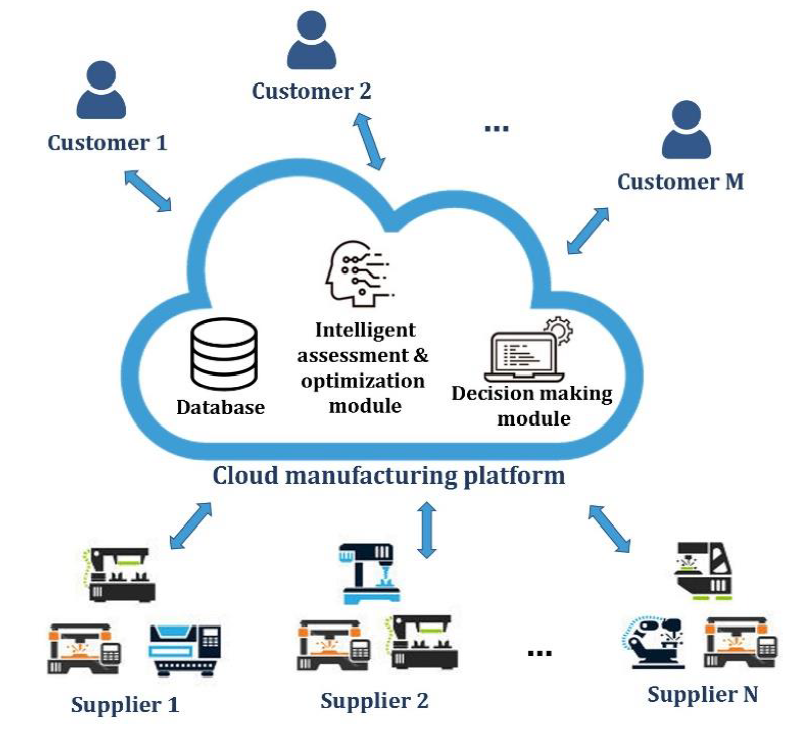 Customer 1
Customer 2
...
Customer M
Database
Intelligent
assessment &
optimization
module
Decision making
module
Cloud manufacturing platform
Supplier 1
Supplier 2
...
Supplier N